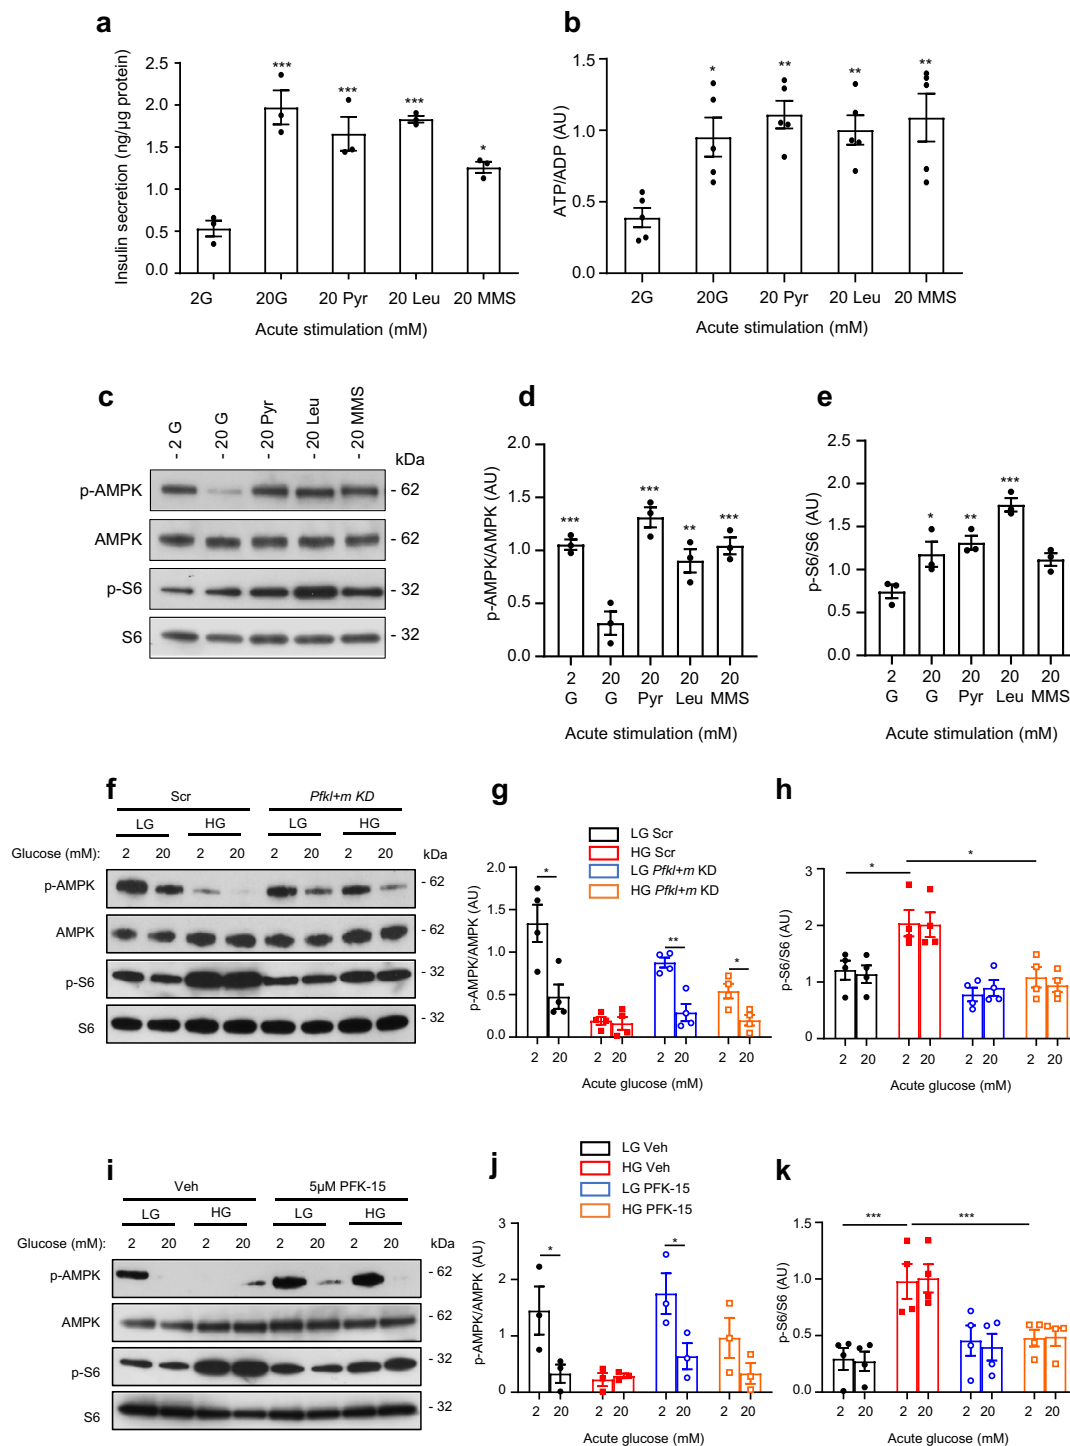 a
Insulin secretion (ng/µg protein)
2.5
2.0
1.5
1.0
0.5
0.0
***
***
***
*
2G
20G
20 Pyr
20 Leu
20 MMS
Acute stimulation (mM)
b
ATP/ADP (AU)
1.5
1.0
0.5
0.0
*
**
**
**
2G
20G
20 Pyr
20 Leu
20 MMS
Acute stimulation (mM)
c
- 2 G
- 20 G
- 20 Pyr
- 20 Leu
- 20 MMS
kDa
p-AMPK
- 62
AMPK
- 62
p-S6
- 32
S6
- 32
d
p-AMPK/AMPK (AU)
2.0
1.5
1.0
0.5
0.0
***
***
**
***
2 20 20 20 20
G G Pyr Leu MMS
Acute stimulation (mM)
e
p-S6/S6 (AU)
2.5
2.0
1.5
1.0
0.5
0.0
*
**
***
2 20 20 20 20
G G Pyr Leu MMS
Acute stimulation (mM)
f
Scr
Pfkl+m KD
LG HG LG HG
Glucose (mM): 2 20 2 20 2 20 2 20 kDa
p-AMPK
- 62
AMPK
- 62
p-S6
- 32
S6
- 32
g
LG Scr
HG Scr
LG Pfkl+m KD
HG Pfkl+m KD
p-AMPK/AMPK (AU)
2.0
1.5
1.0
0.5
0.0
*
**
*
2 20 2 20 2 20 2 20
Acute glucose (mM)
h
p-S6/S6 (AU)
3
2
1
0
*
*
2 20 2 20 2 20 2 20
Acute glucose (mM)
i
Veh
5µM PFK-15
LG HG LG HG
Glucose (mM): 2 20 2 20 2 20 2 20 kDa
p-AMPK
- 62
AMPK
- 62
p-S6
- 32
S6
- 32
j
LG Veh
HG Veh
LG PFK-15
HG PFK-15
p-AMPK/AMPK (AU)
3
2
1
0
*
*
2 20 2 20 2 20 2 20
Acute glucose (mM)
k
p-S6/S6 (AU)
1.5
1.0
0.5
0.0
***
***
2 20 2 20 2 20 2 20
Acute glucose (mM)